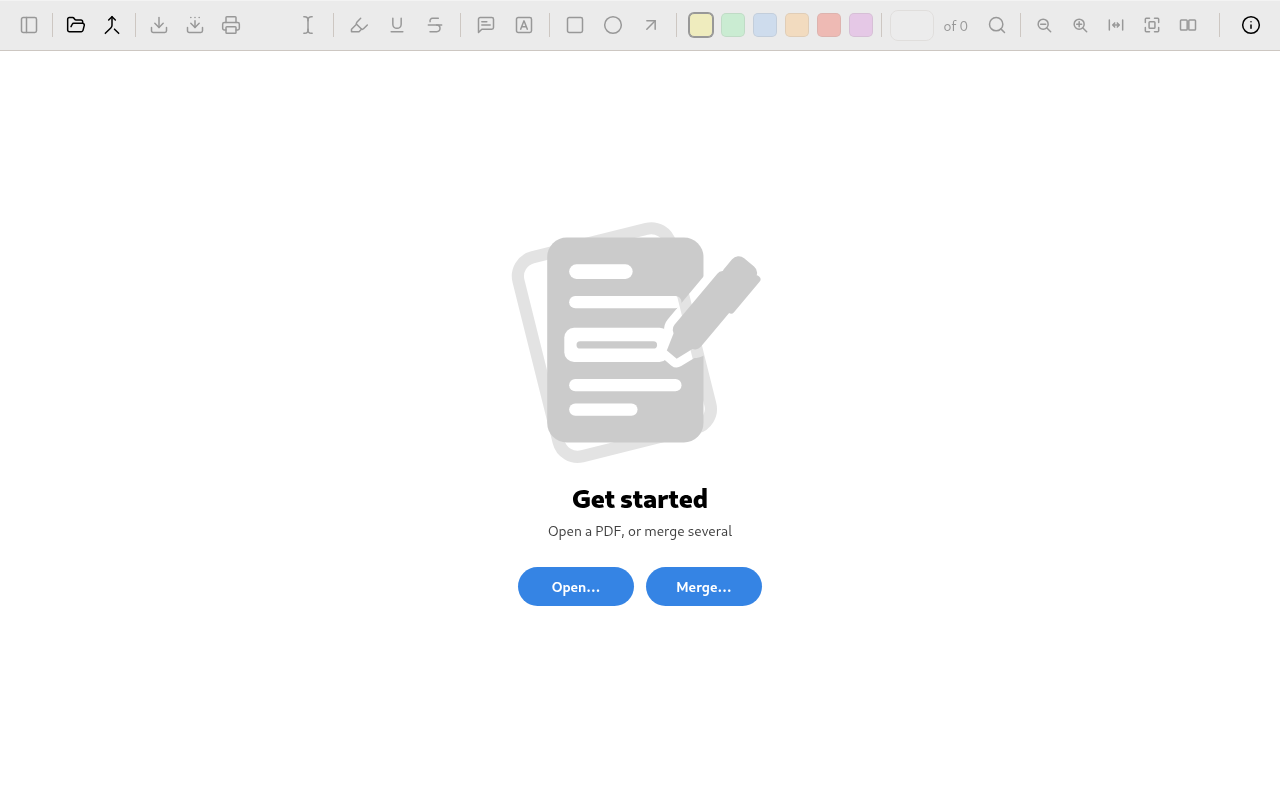 of 0
Get started
Open a PDF, or merge several
Open...
Merge...